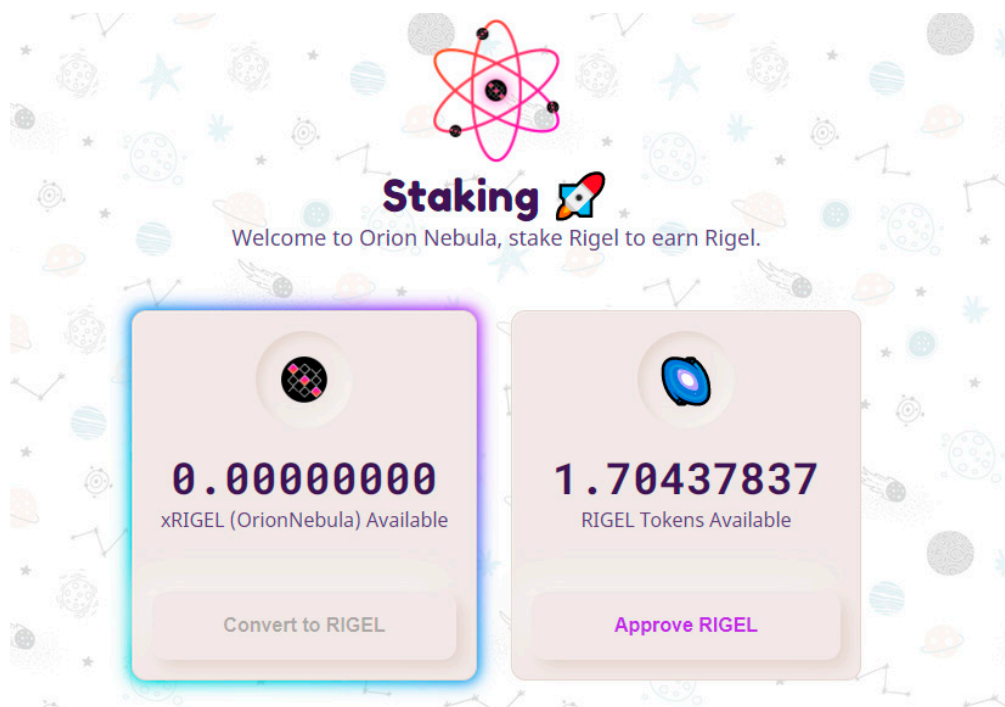 Staking 🚀
Welcome to Orion Nebula, stake Rigel to earn Rigel.
0.00000000
xRIGEL (OrionNebula) Available
Convert to RIGEL
1.70437837
RIGEL Tokens Available
Approve RIGEL